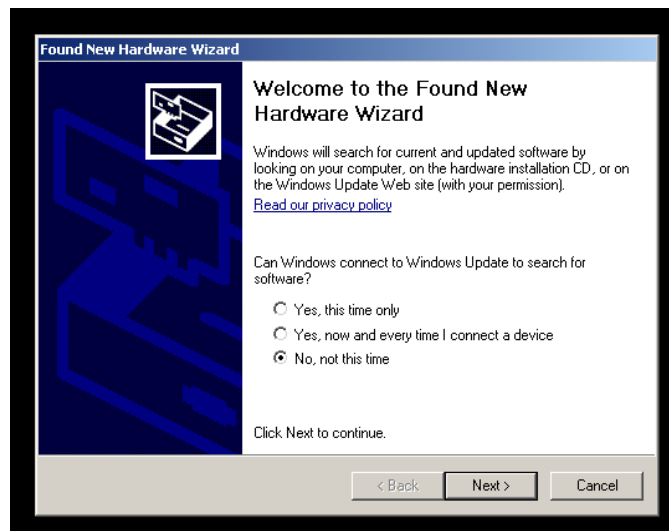 Found New Hardware Wizard
Welcome to the Found New
Hardware Wizard
Windows will search for current and updated software by
looking on your computer, on the hardware installation CD, or on
the Windows Update Web site (with your permission).
Read our privacy policy
Can Windows connect to Windows Update to search for
software?
Yes, this time only
Yes, now and every time I connect a device
No, not this time
Click Next to continue.
< Back Next > Cancel